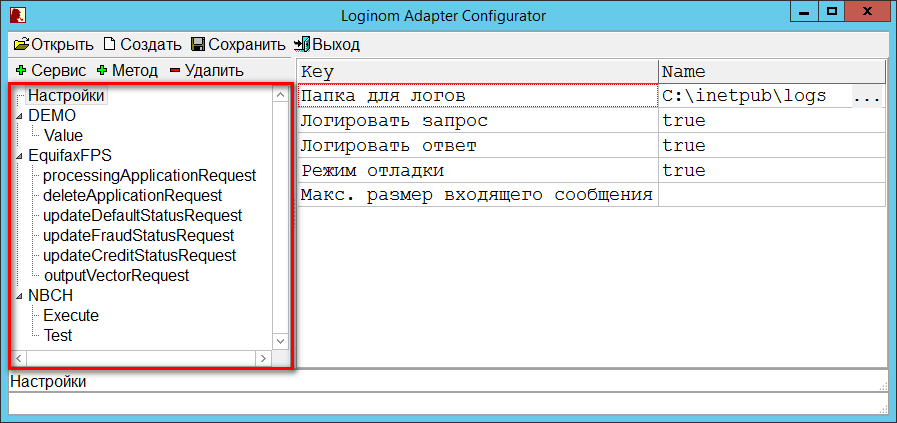 Loginom Adapter Configurator
Открыть Создать Сохранить Выход
Сервис Метод Удалить
Настройки
DEMO
Value
EquifaxFPS
processingApplicationRequest
deleteApplicationRequest
updateDefaultStatusRequest
updateFraudStatusRequest
updateCreditStatusRequest
outputVectorRequest
NBCH
Execute
Test
Key Name
Папка для логов C:\inetpub\logs ...
Логировать запрос true
Логировать ответ true
Режим отладки true
Макс. размер входящего сообщения
Настройки